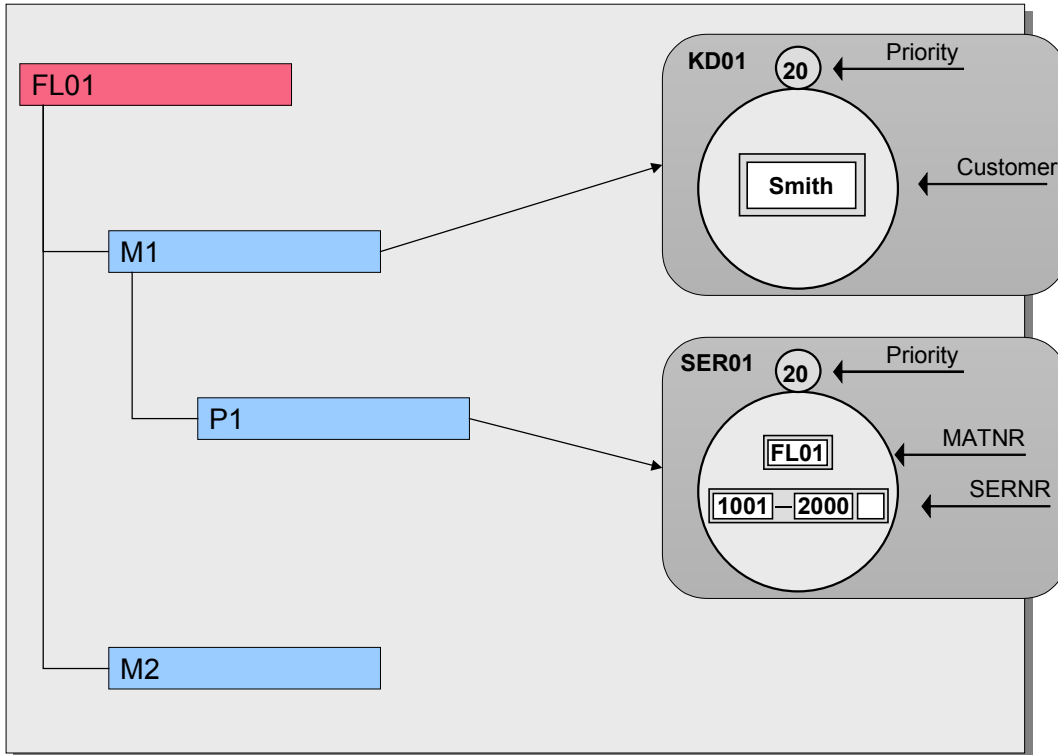 FL01
M1
P1
M2
KD01
20
Priority
Smith
Customer
SER01
20
Priority
FL01
MATNR
1001 – 2000
SERNR